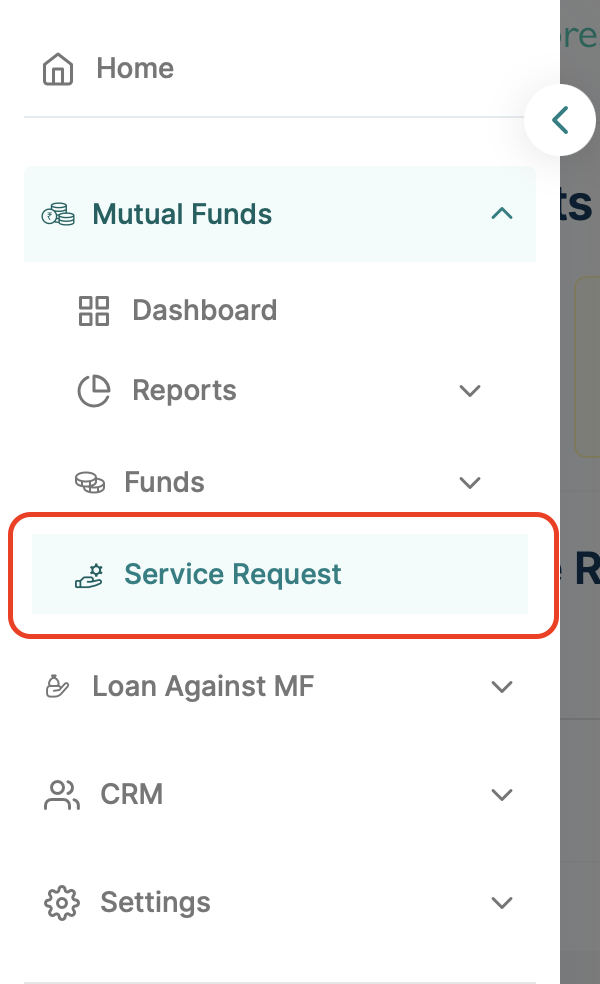 Home
Mutual Funds
Dashboard
Reports
Funds
Service Request
Loan Against MF
CRM
Settings